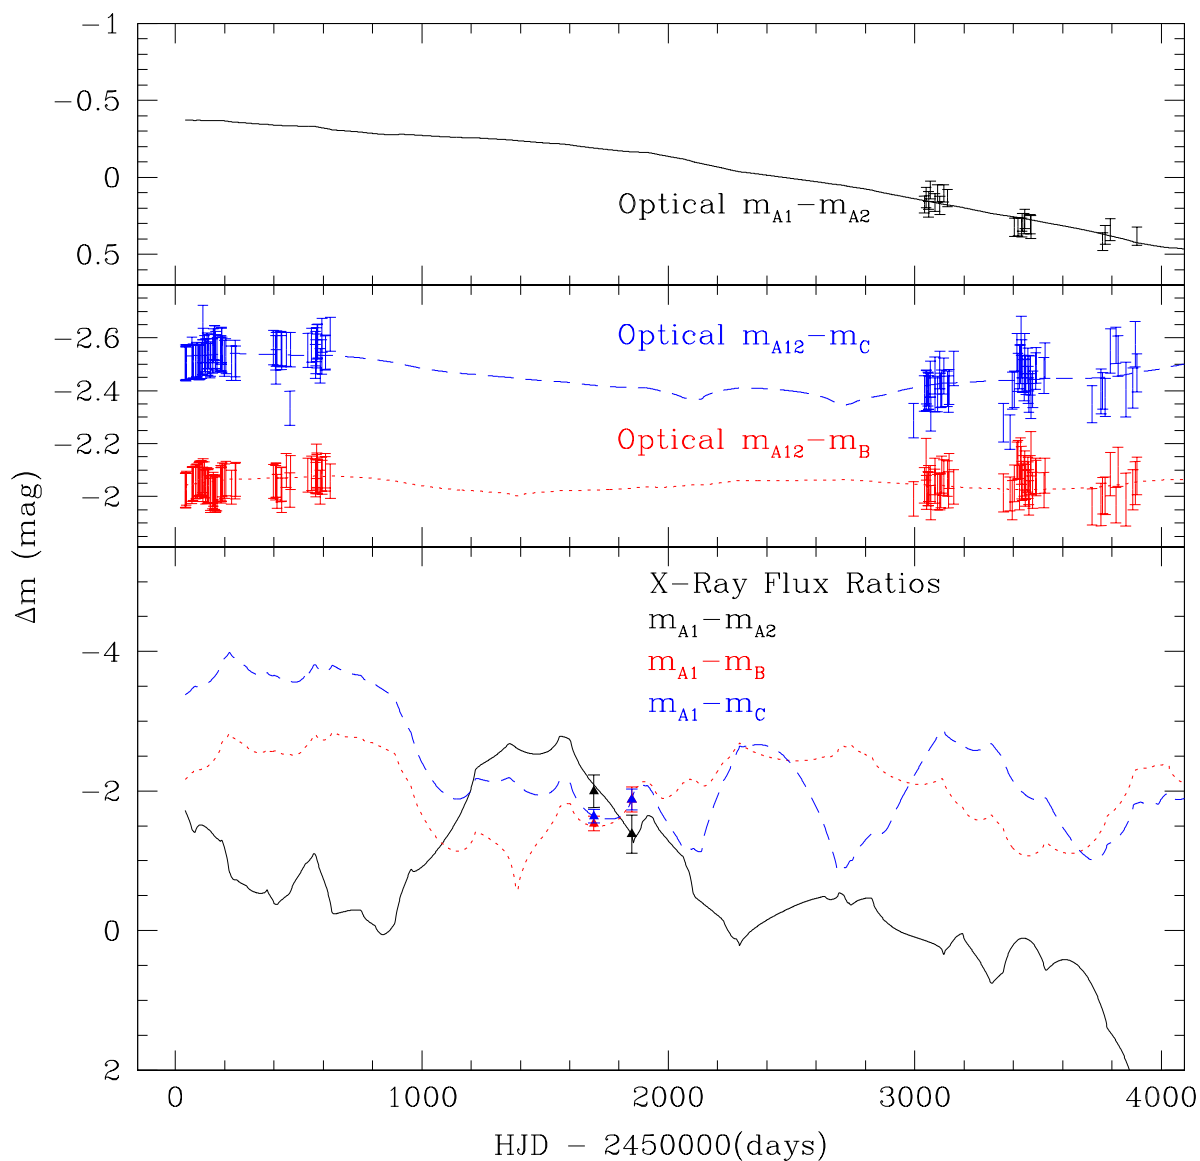 −1
−0.5
0
0.5
Optical m_A1−m_A2
−2.6
−2.4
−2.2
−2
Optical m_A12−m_C
Optical m_A12−m_B
Δm (mag)
−4
−2
0
2
X−Ray Flux Ratios
m_A1−m_A2
m_A1−m_B
m_A1−m_C
0 1000 2000 3000 4000
HJD − 2450000(days)